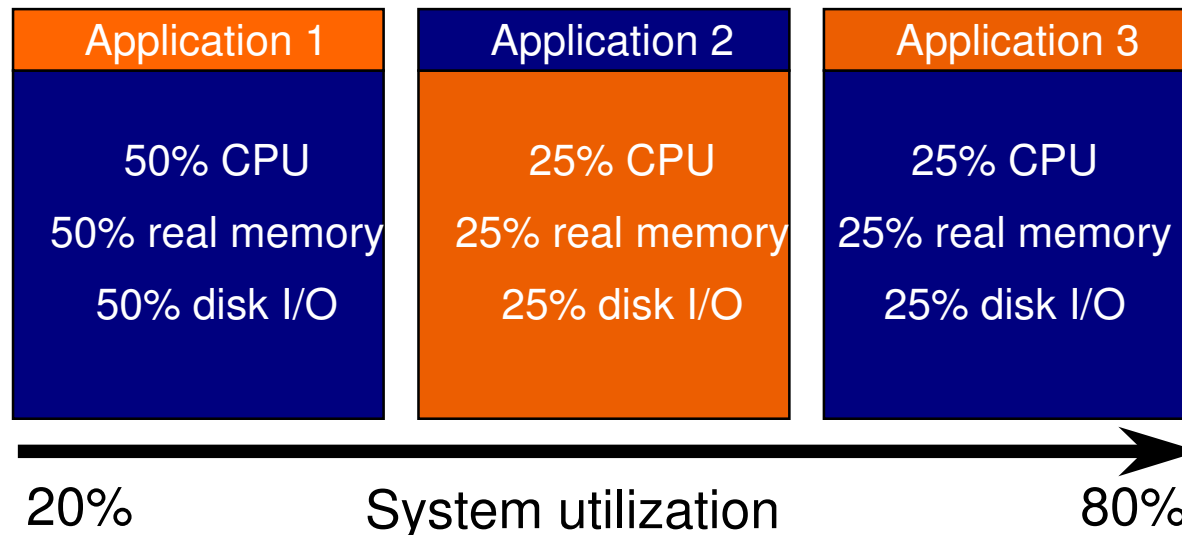 Application 1
50% CPU
50% real memory
50% disk I/O
Application 2
25% CPU
25% real memory
25% disk I/O
Application 3
25% CPU
25% real memory
25% disk I/O
20% System utilization 80%